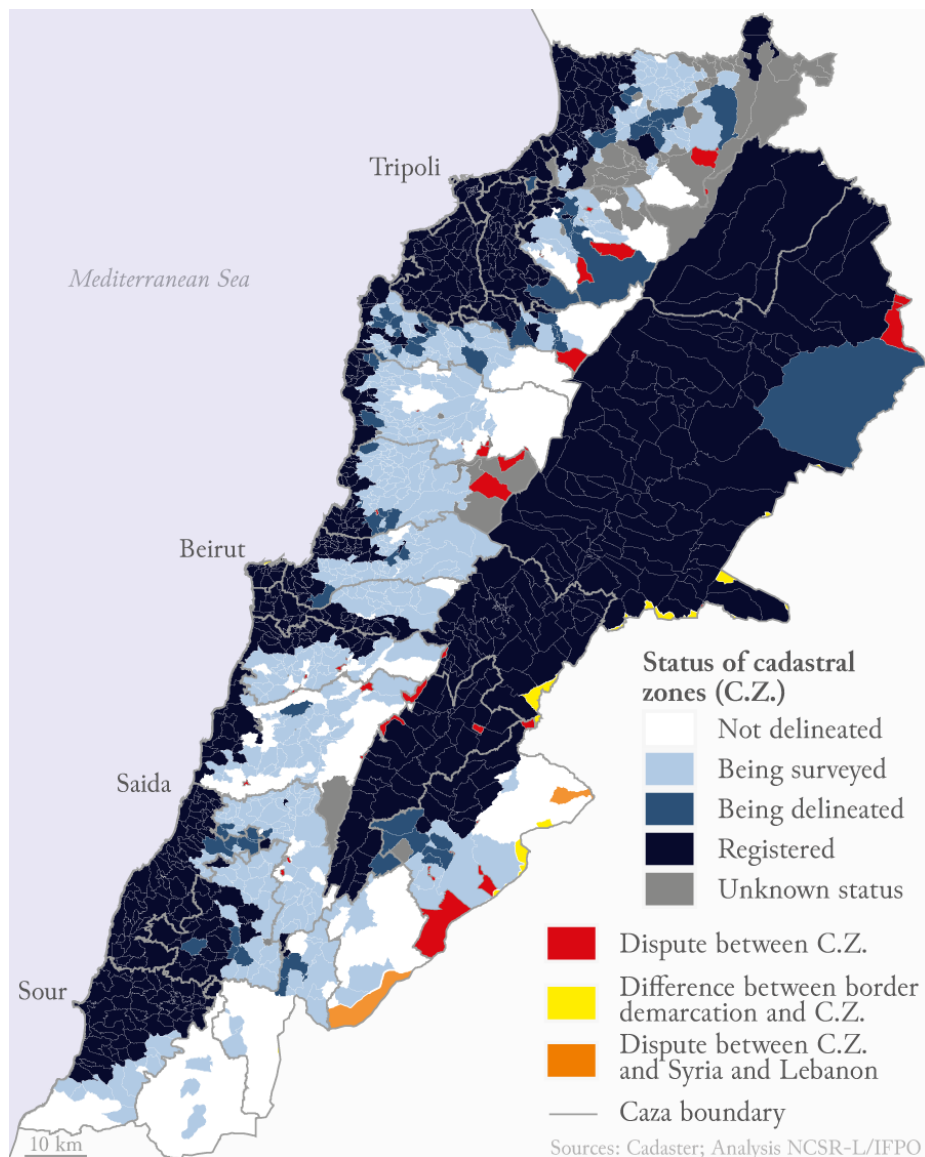 Tripoli
Mediterranean Sea
Beirut
Saida
Sour
10 km
Status of cadastral
zones (C.Z.)
Not delineated
Being surveyed
Being delineated
Registered
Unknown status
Dispute between C.Z.
Difference between border
demarcation and C.Z.
Dispute between C.Z.
and Syria and Lebanon
Caza boundary
Sources: Cadaster; Analysis NCSR-L/IFPO